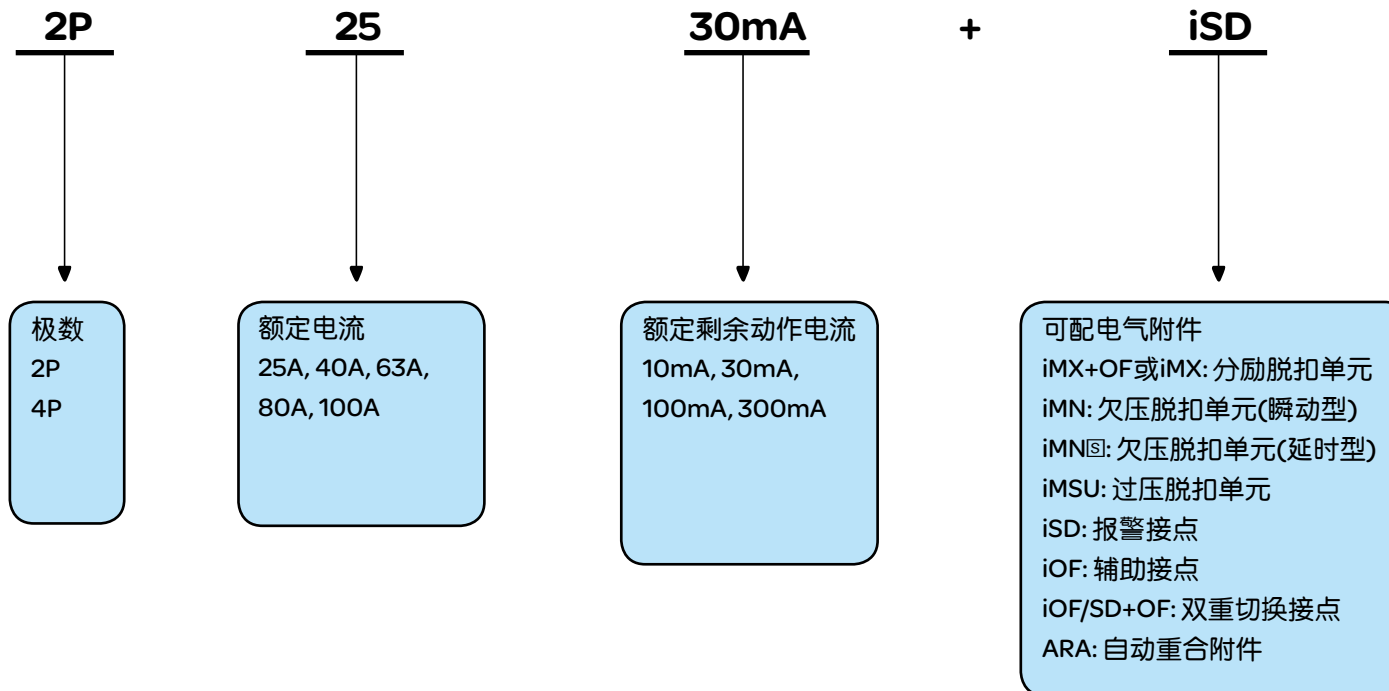 2P 25 30mA + iSD
极数
2P
4P
额定电流
25A, 40A, 63A,
80A, 100A
额定剩余动作电流
10mA, 30mA,
100mA, 300mA
可配电气附件
iMX+OF或iMX: 分励脱扣单元
iMN: 欠压脱扣单元(瞬动型)
iMN🅂: 欠压脱扣单元(延时型)
iMSU: 过压脱扣单元
iSD: 报警接点
iOF: 辅助接点
iOF/SD+OF: 双重切换接点
ARA: 自动重合附件